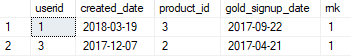 userid created_date product_id gold_signup_date rnk
1 1 2018-03-19 3 2017-09-22 1
2 3 2017-12-07 2 2017-04-21 1